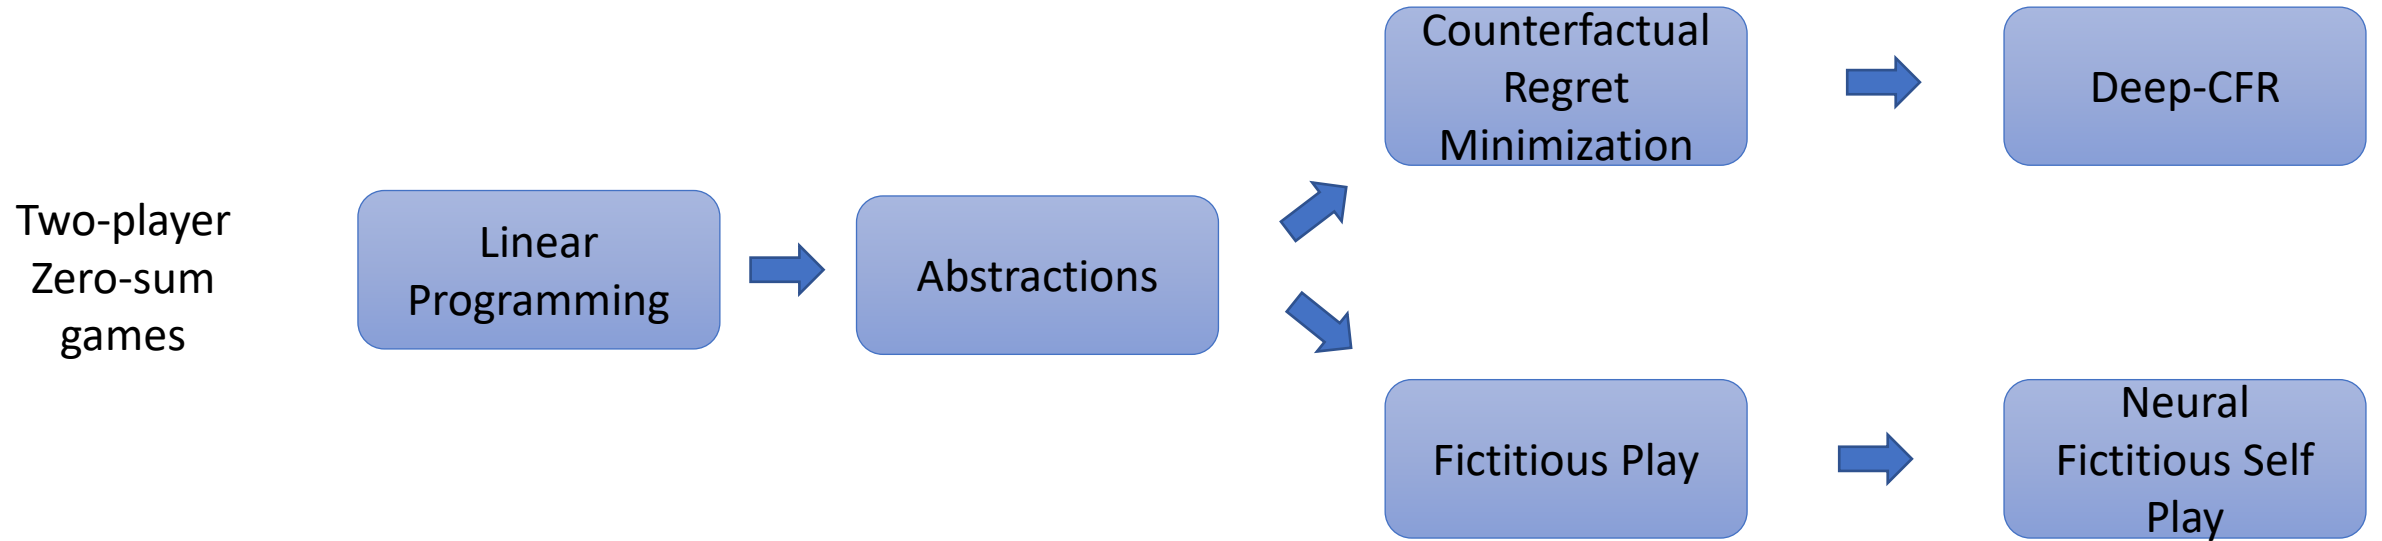 Two-player
Zero-sum
games
Linear
Programming
Abstractions
Counterfactual
Regret
Minimization
Deep-CFR
Fictitious Play
Neural
Fictitious Self
Play